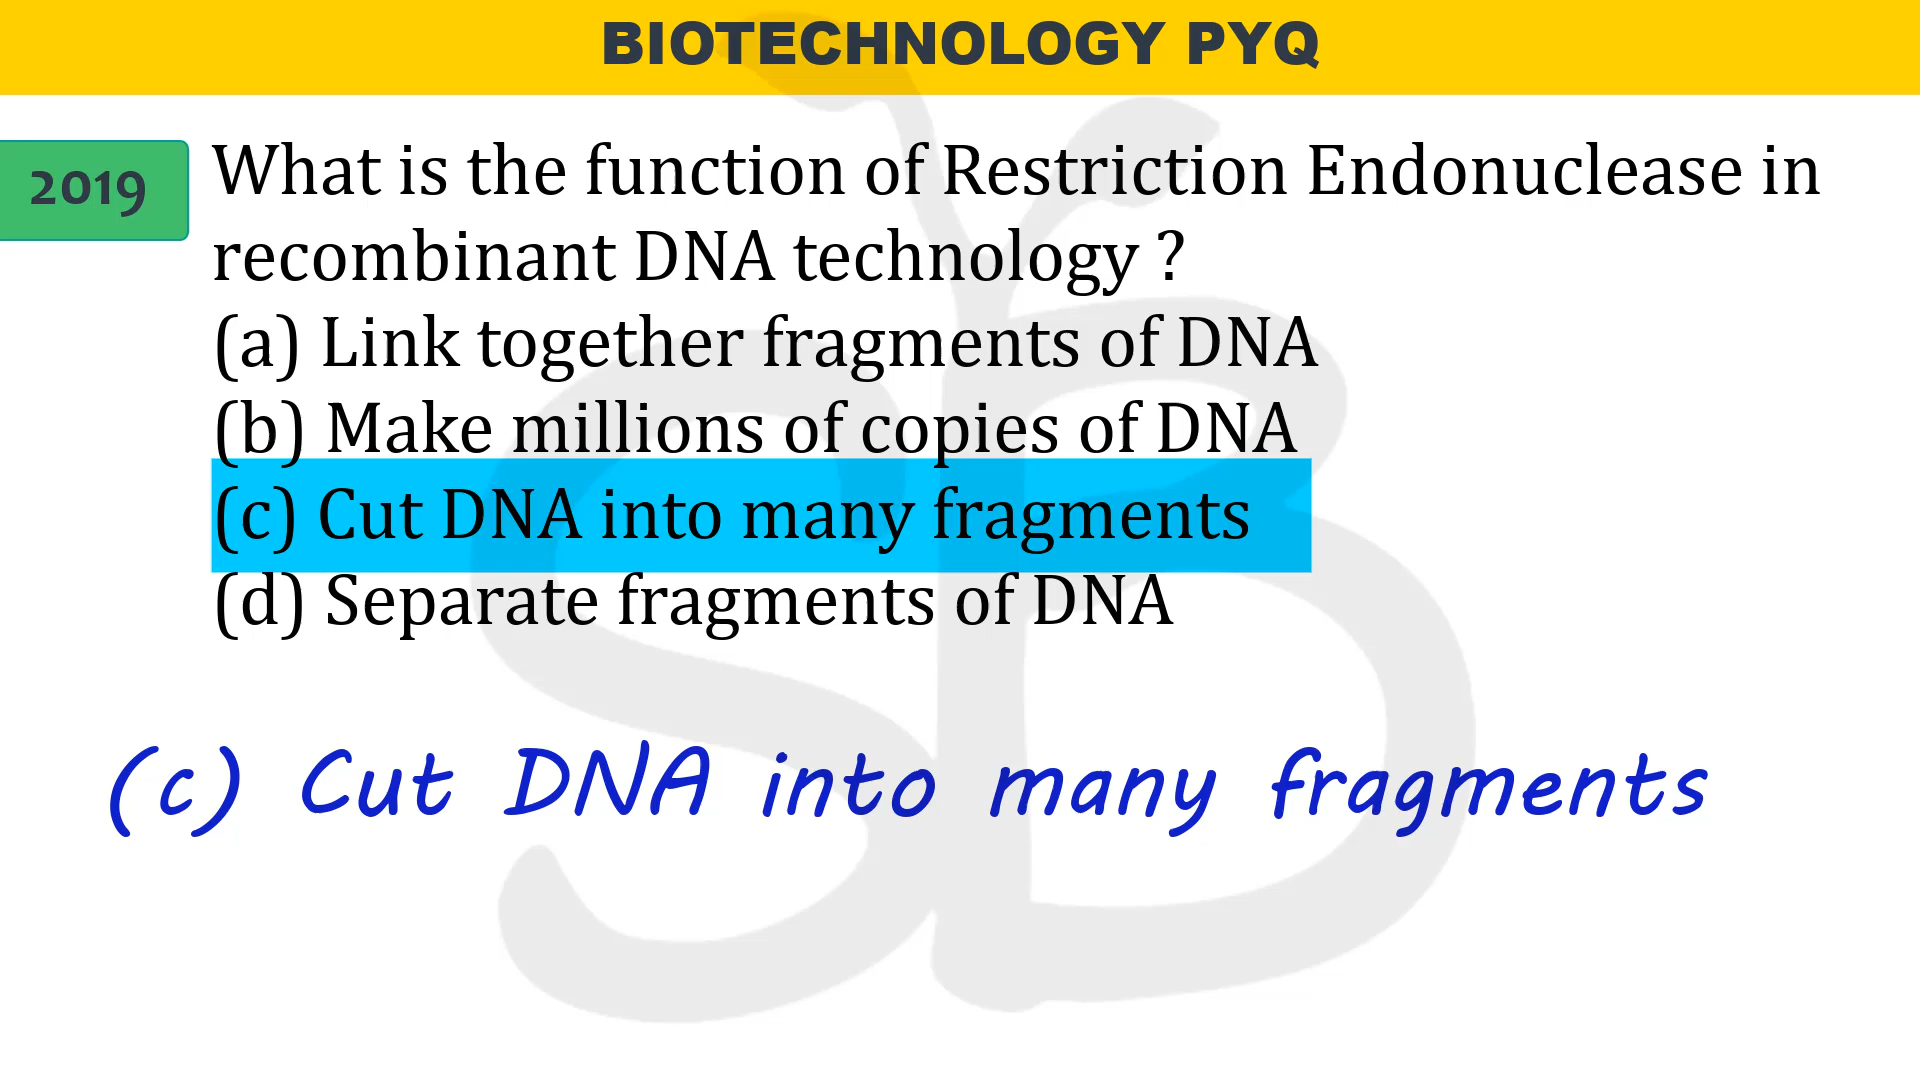 BIOTECHNOLOGY PYQ
2019
What is the function of Restriction Endonuclease in
recombinant DNA technology ?
(a) Link together fragments of DNA
(b) Make millions of copies of DNA
(c) Cut DNA into many fragments
(d) Separate fragments of DNA
(c) Cut DNA into many fragments
SB